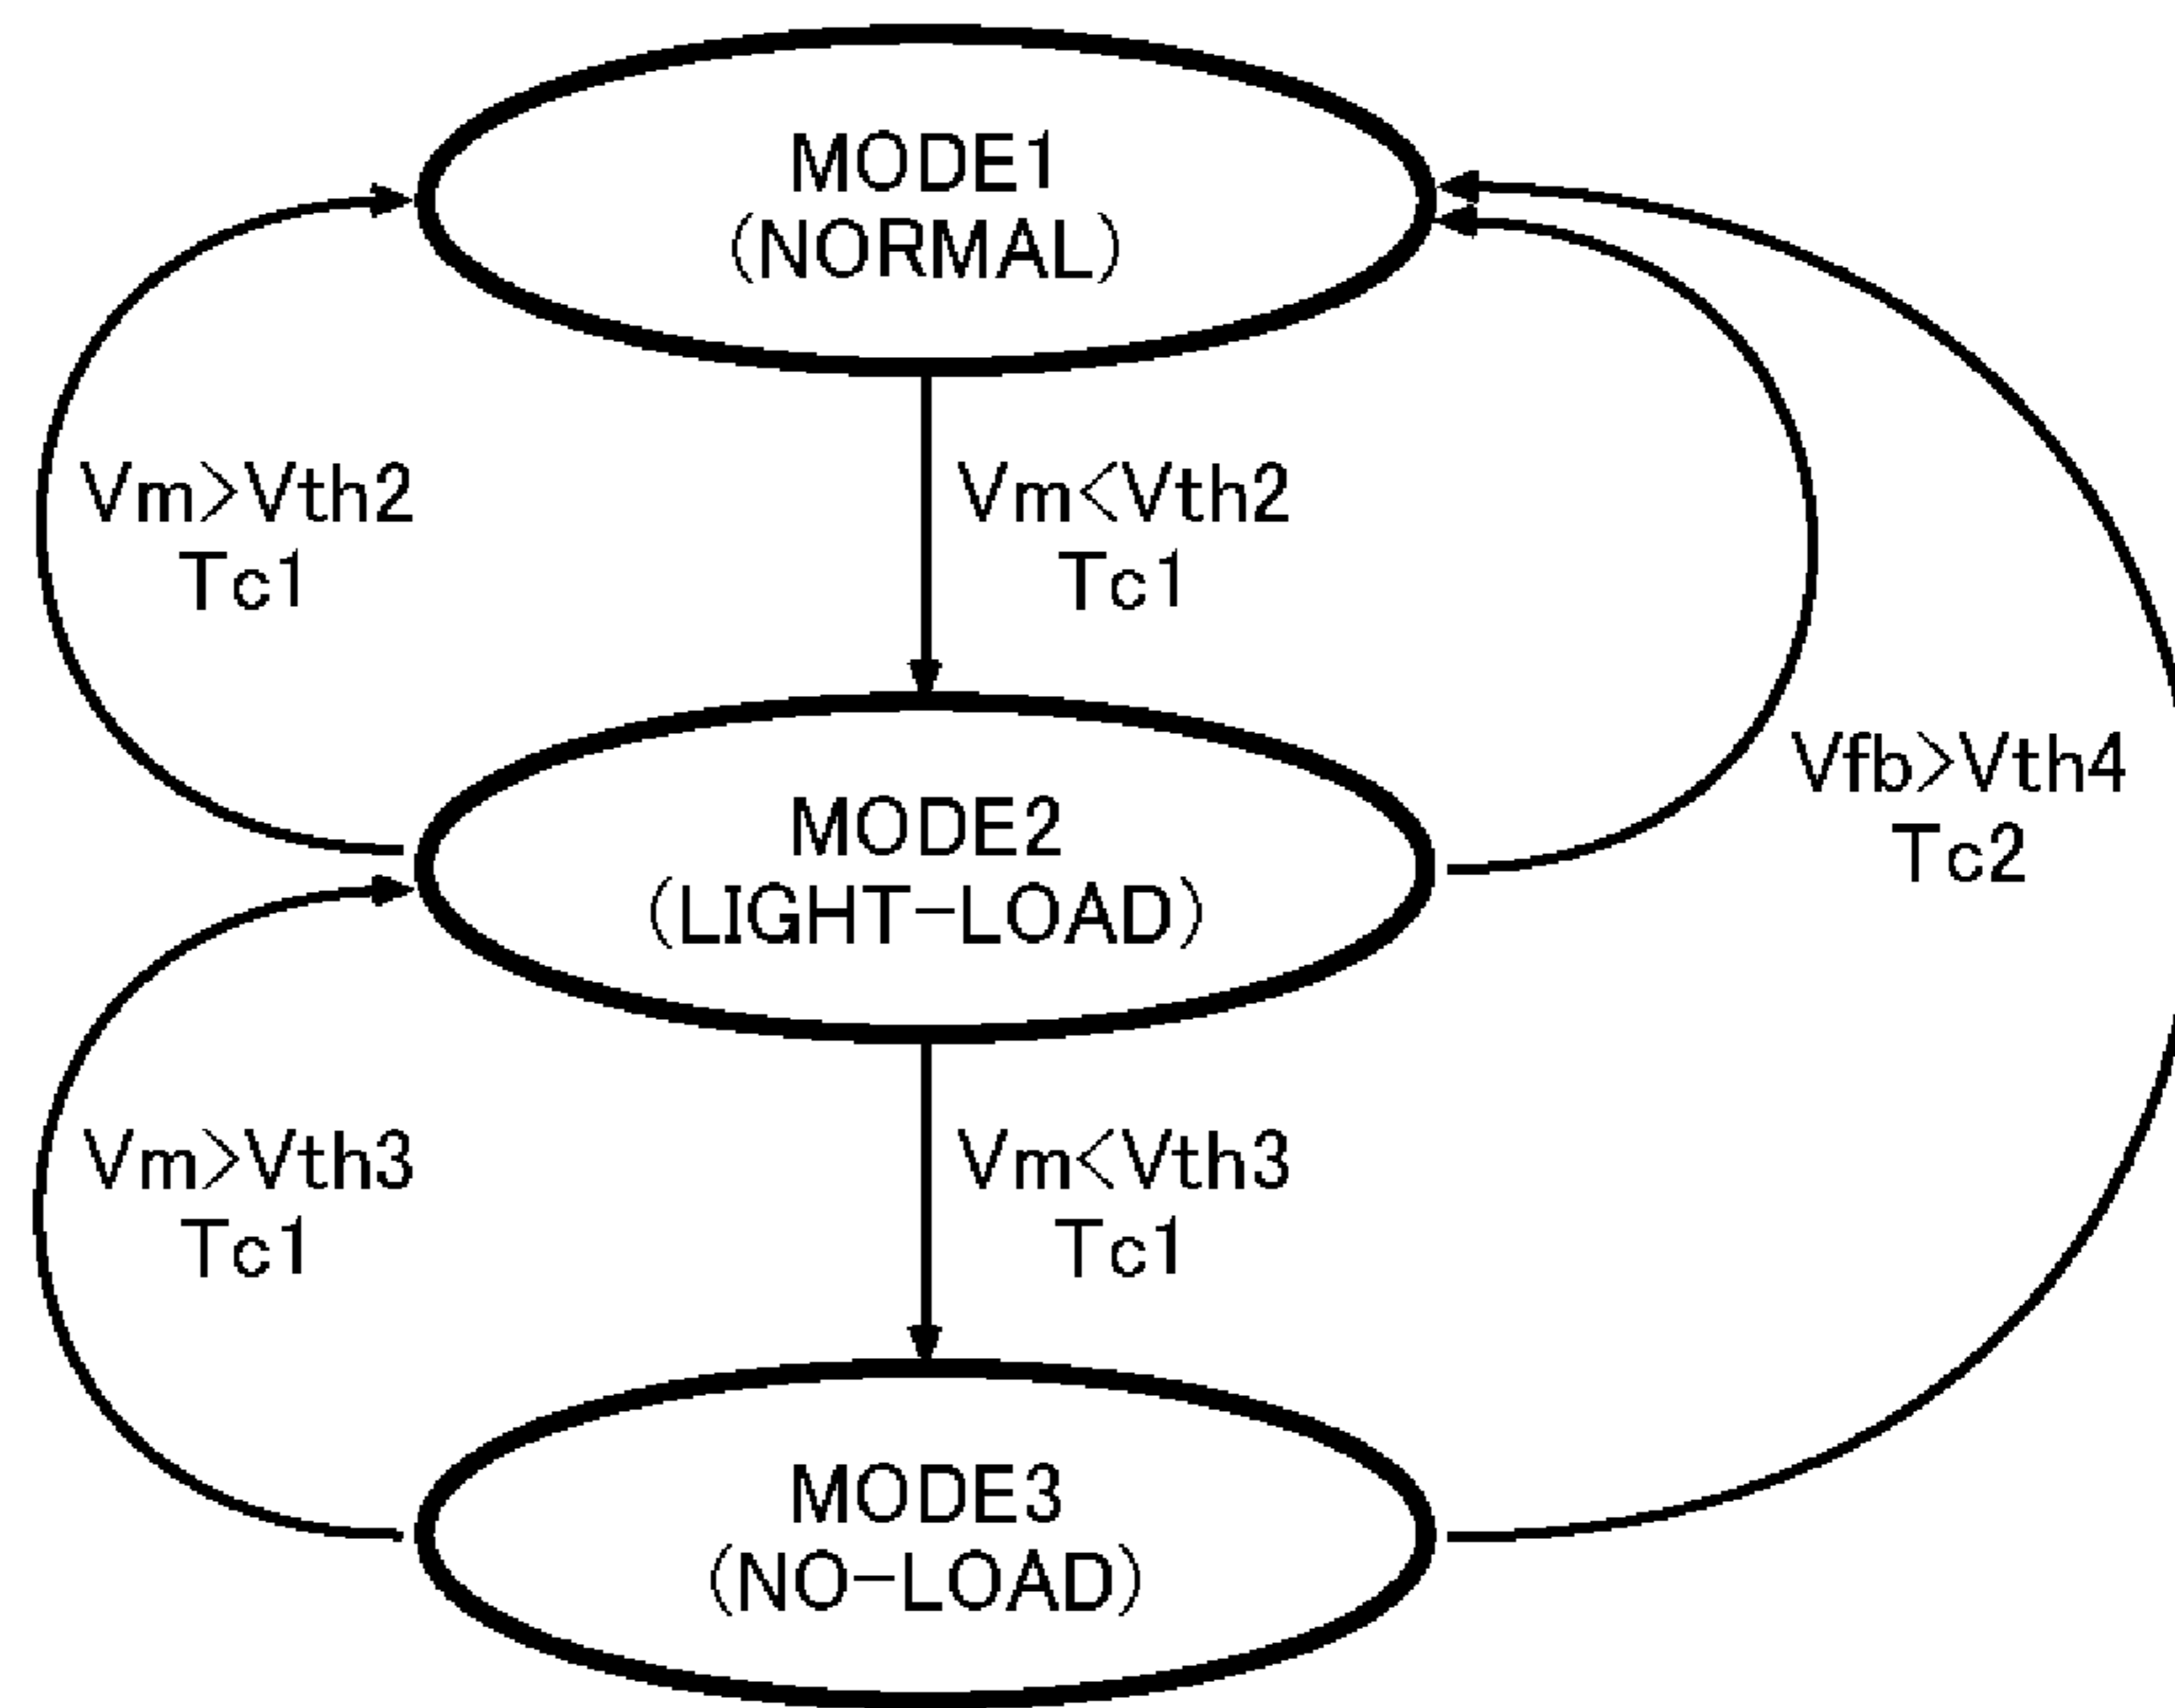 MODE1
(NORMAL)
Vm>Vth2
Tc1
Vm<Vth2
Tc1
Vfb>Vth4
Tc2
MODE2
(LIGHT-LOAD)
Vm>Vth3
Tc1
Vm<Vth3
Tc1
MODE3
(NO-LOAD)